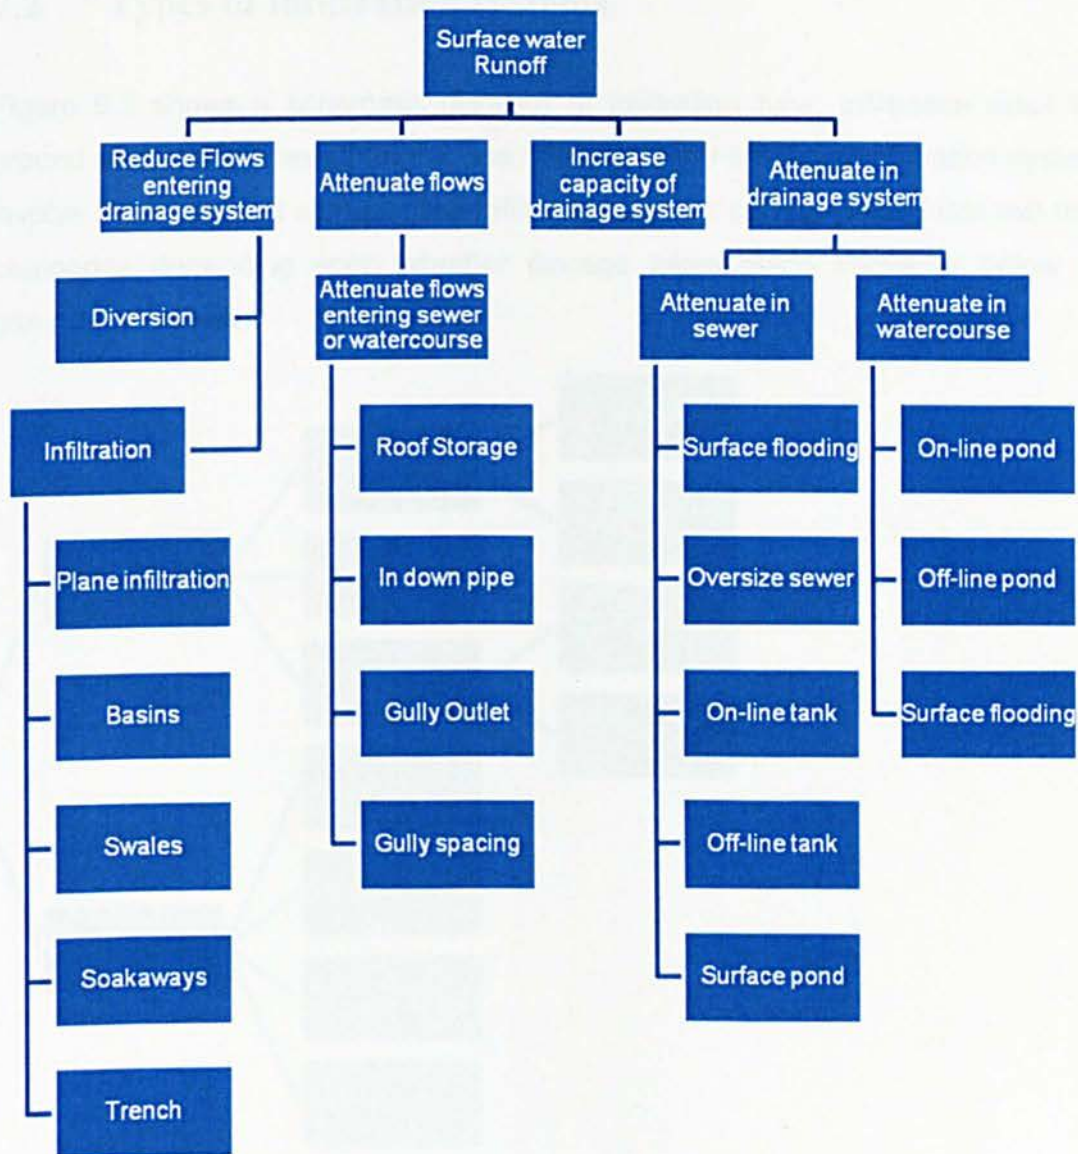 Surface water
Runoff
Reduce Flows
entering
drainage system
Attenuate flows
Increase
capacity of
drainage system
Attenuate in
drainage system
Diversion
Attenuate flows
entering sewer
or watercourse
Attenuate in
sewer
Attenuate in
watercourse
Infiltration
Roof Storage
Surface flooding
On-line pond
Plane infiltration
In down pipe
Oversize sewer
Off-line pond
Basins
Gully Outlet
On-line tank
Surface flooding
Swales
Gully spacing
Off-line tank
Soakaways
Surface pond
Trench